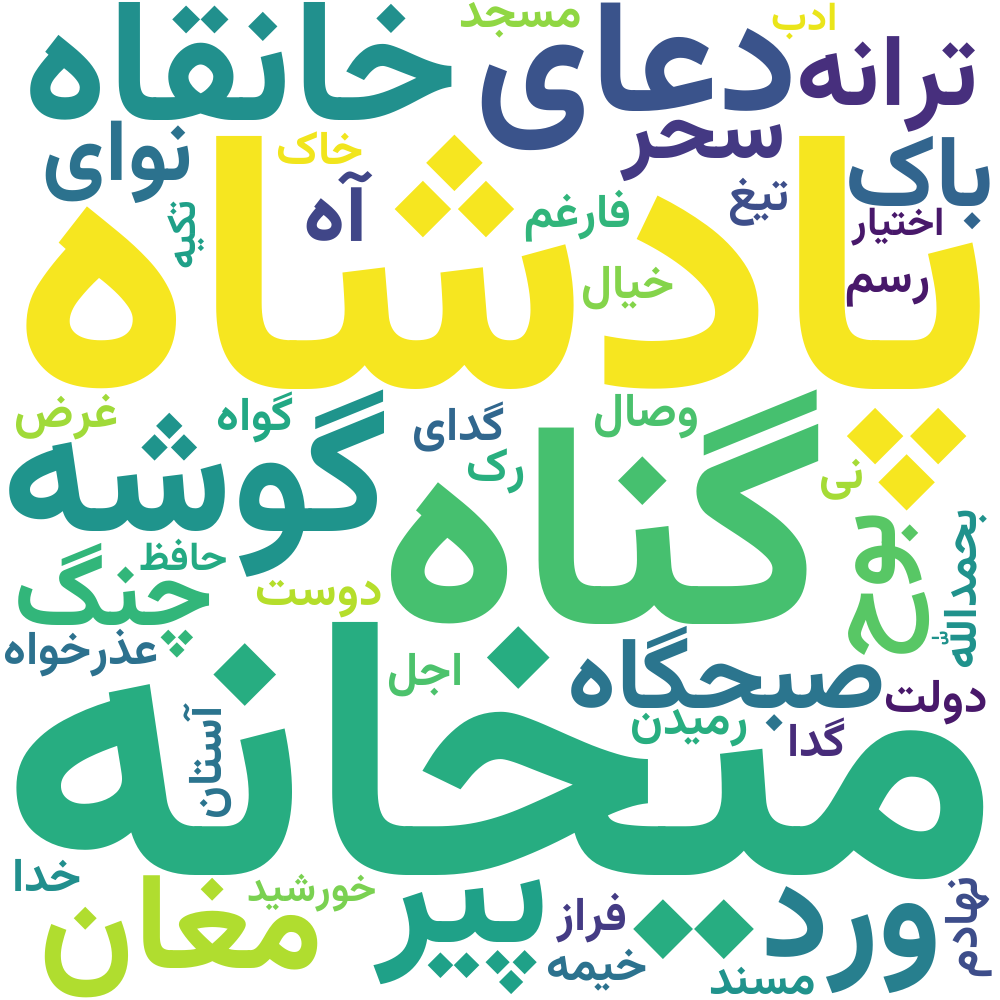 مسجد
ادب
خانقاه
دعای
ترانه
سحر
نوای
خاک
باک
آه
تیغ
فارغم
اختیار
تکیه
پادشاه
خیال
رسم
غرض
گواه
گدای
وصال
گوشه
رک
گناه
نی
بوح
بحمدالله
حافظ
چنگ
دوست
عذرخواه
صبحگاه
اجل
دولت
رمیدن
گدا
آستان
میخانه
خدا
مغان
خورشید
پیر
فراز
ورد
نهادم
خیمه
مسند